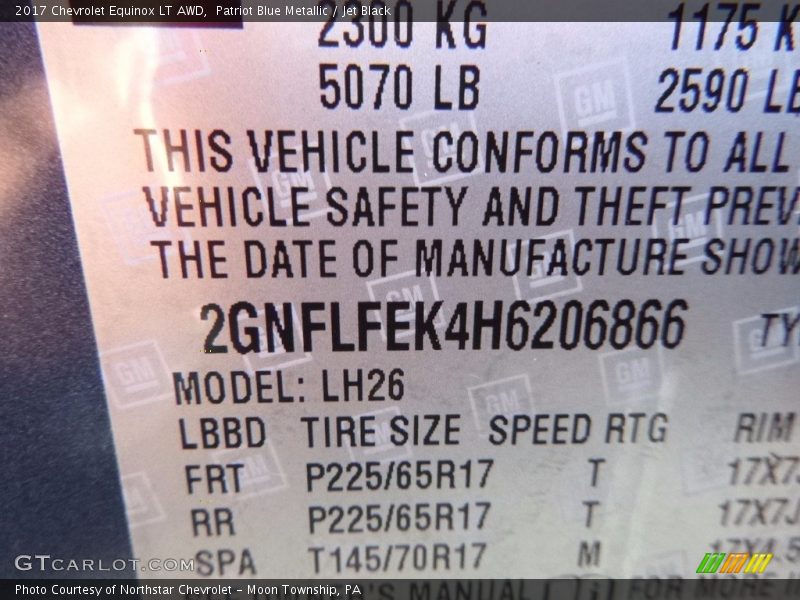 2017 Chevrolet Equinox LT AWD, Patriot Blue Metallic / Jet Black
2300 KG 1175
5070 LB 2590
THIS VEHICLE CONFORMS TO ALL
VEHICLE SAFETY AND THEFT PREV
THE DATE OF MANUFACTURE SHOW
2GNFLFEK4H6206866 TY
MODEL: LH26
LBBD TIRE SIZE SPEED RTG RIM
FRT P225/65R17 T 17X7J
RR P225/65R17 T 17X7J
SPA T145/70R17 M
GTCARLOT.COM
Photo Courtesy of Northstar Chevrolet – Moon Township, PA